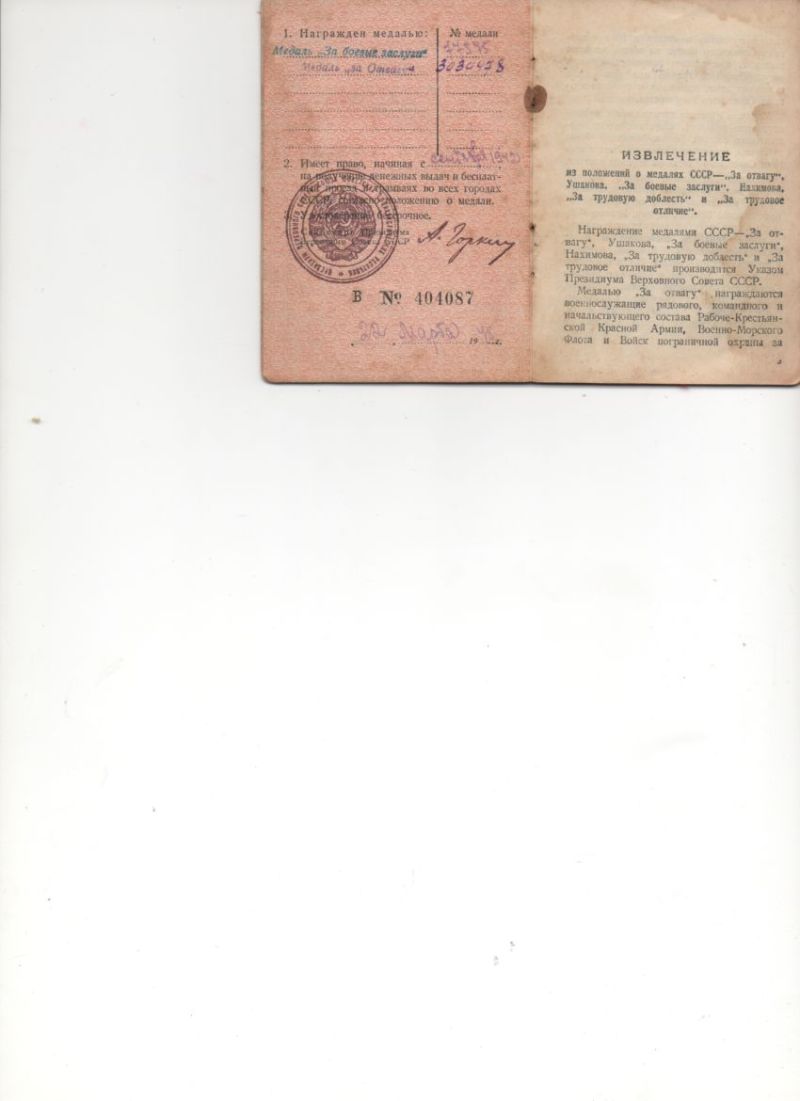 1. Награжден медалью:
№ медали
Медаль „За боевые заслуги“
Медаль „за Отвагу“
3030458
2. Имеет право, начиная с
на получение денежных выдач и бесплат-
ный проезд в трамваях во всех городах
СССР, согласно положению о медали.
А. Горкин
В № 404087
22 Марта 19 г.
ИЗВЛЕЧЕНИЕ
из положений о медалях СССР—„За отвагу“,
Ушакова, „За боевые заслуги“, Нахимова,
„За трудовую доблесть“ и „За трудовое
отличие“.
Награждение медалями СССР—„За от-
вагу“, Ушакова, „За боевые заслуги“,
Нахимова, „За трудовую доблесть“ и „За
трудовое отличие“ производится Указом
Президиума Верховного Совета СССР.
Медалью „За отвагу“ награждаются
военнослужащие рядового, командного и
начальствующего состава Рабоче-Крестьян-
ской Красной Армии, Военно-Морского
Флота и Войск пограничной охраны за